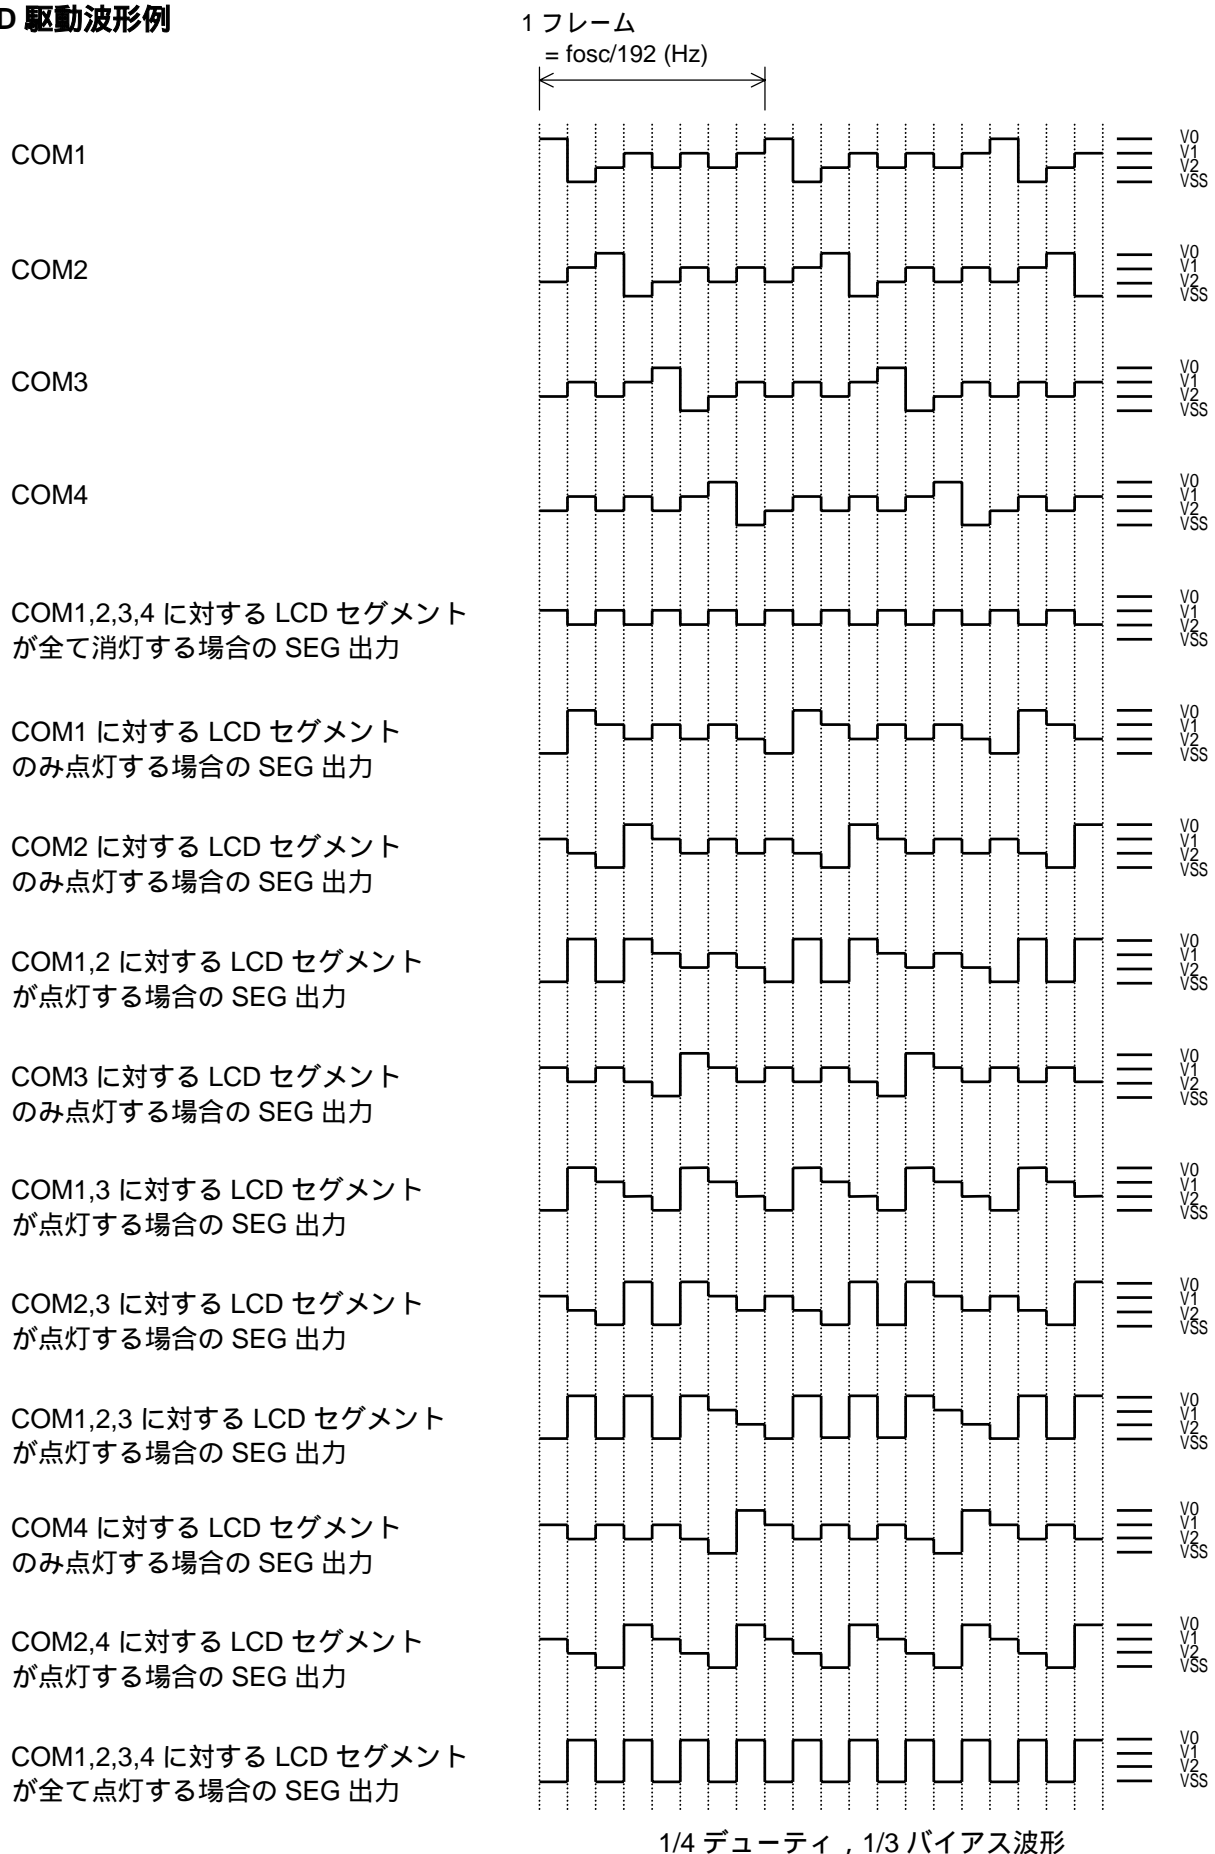 D 駆動波形例
1 フレーム
= fosc/192 (Hz)
COM1
V0
V1
V2
VSS
COM2
V0
V1
V2
VSS
COM3
V0
V1
V2
VSS
COM4
V0
V1
V2
VSS
COM1,2,3,4 に対する LCD セグメント
が全て消灯する場合の SEG 出力
V0
V1
V2
VSS
COM1 に対する LCD セグメント
のみ点灯する場合の SEG 出力
V0
V1
V2
VSS
COM2 に対する LCD セグメント
のみ点灯する場合の SEG 出力
V0
V1
V2
VSS
COM1,2 に対する LCD セグメント
が点灯する場合の SEG 出力
V0
V1
V2
VSS
COM3 に対する LCD セグメント
のみ点灯する場合の SEG 出力
V0
V1
V2
VSS
COM1,3 に対する LCD セグメント
が点灯する場合の SEG 出力
V0
V1
V2
VSS
COM2,3 に対する LCD セグメント
が点灯する場合の SEG 出力
V0
V1
V2
VSS
COM1,2,3 に対する LCD セグメント
が点灯する場合の SEG 出力
V0
V1
V2
VSS
COM4 に対する LCD セグメント
のみ点灯する場合の SEG 出力
V0
V1
V2
VSS
COM2,4 に対する LCD セグメント
が点灯する場合の SEG 出力
V0
V1
V2
VSS
COM1,2,3,4 に対する LCD セグメント
が全て点灯する場合の SEG 出力
V0
V1
V2
VSS
1/4 デューティ , 1/3 バイアス波形